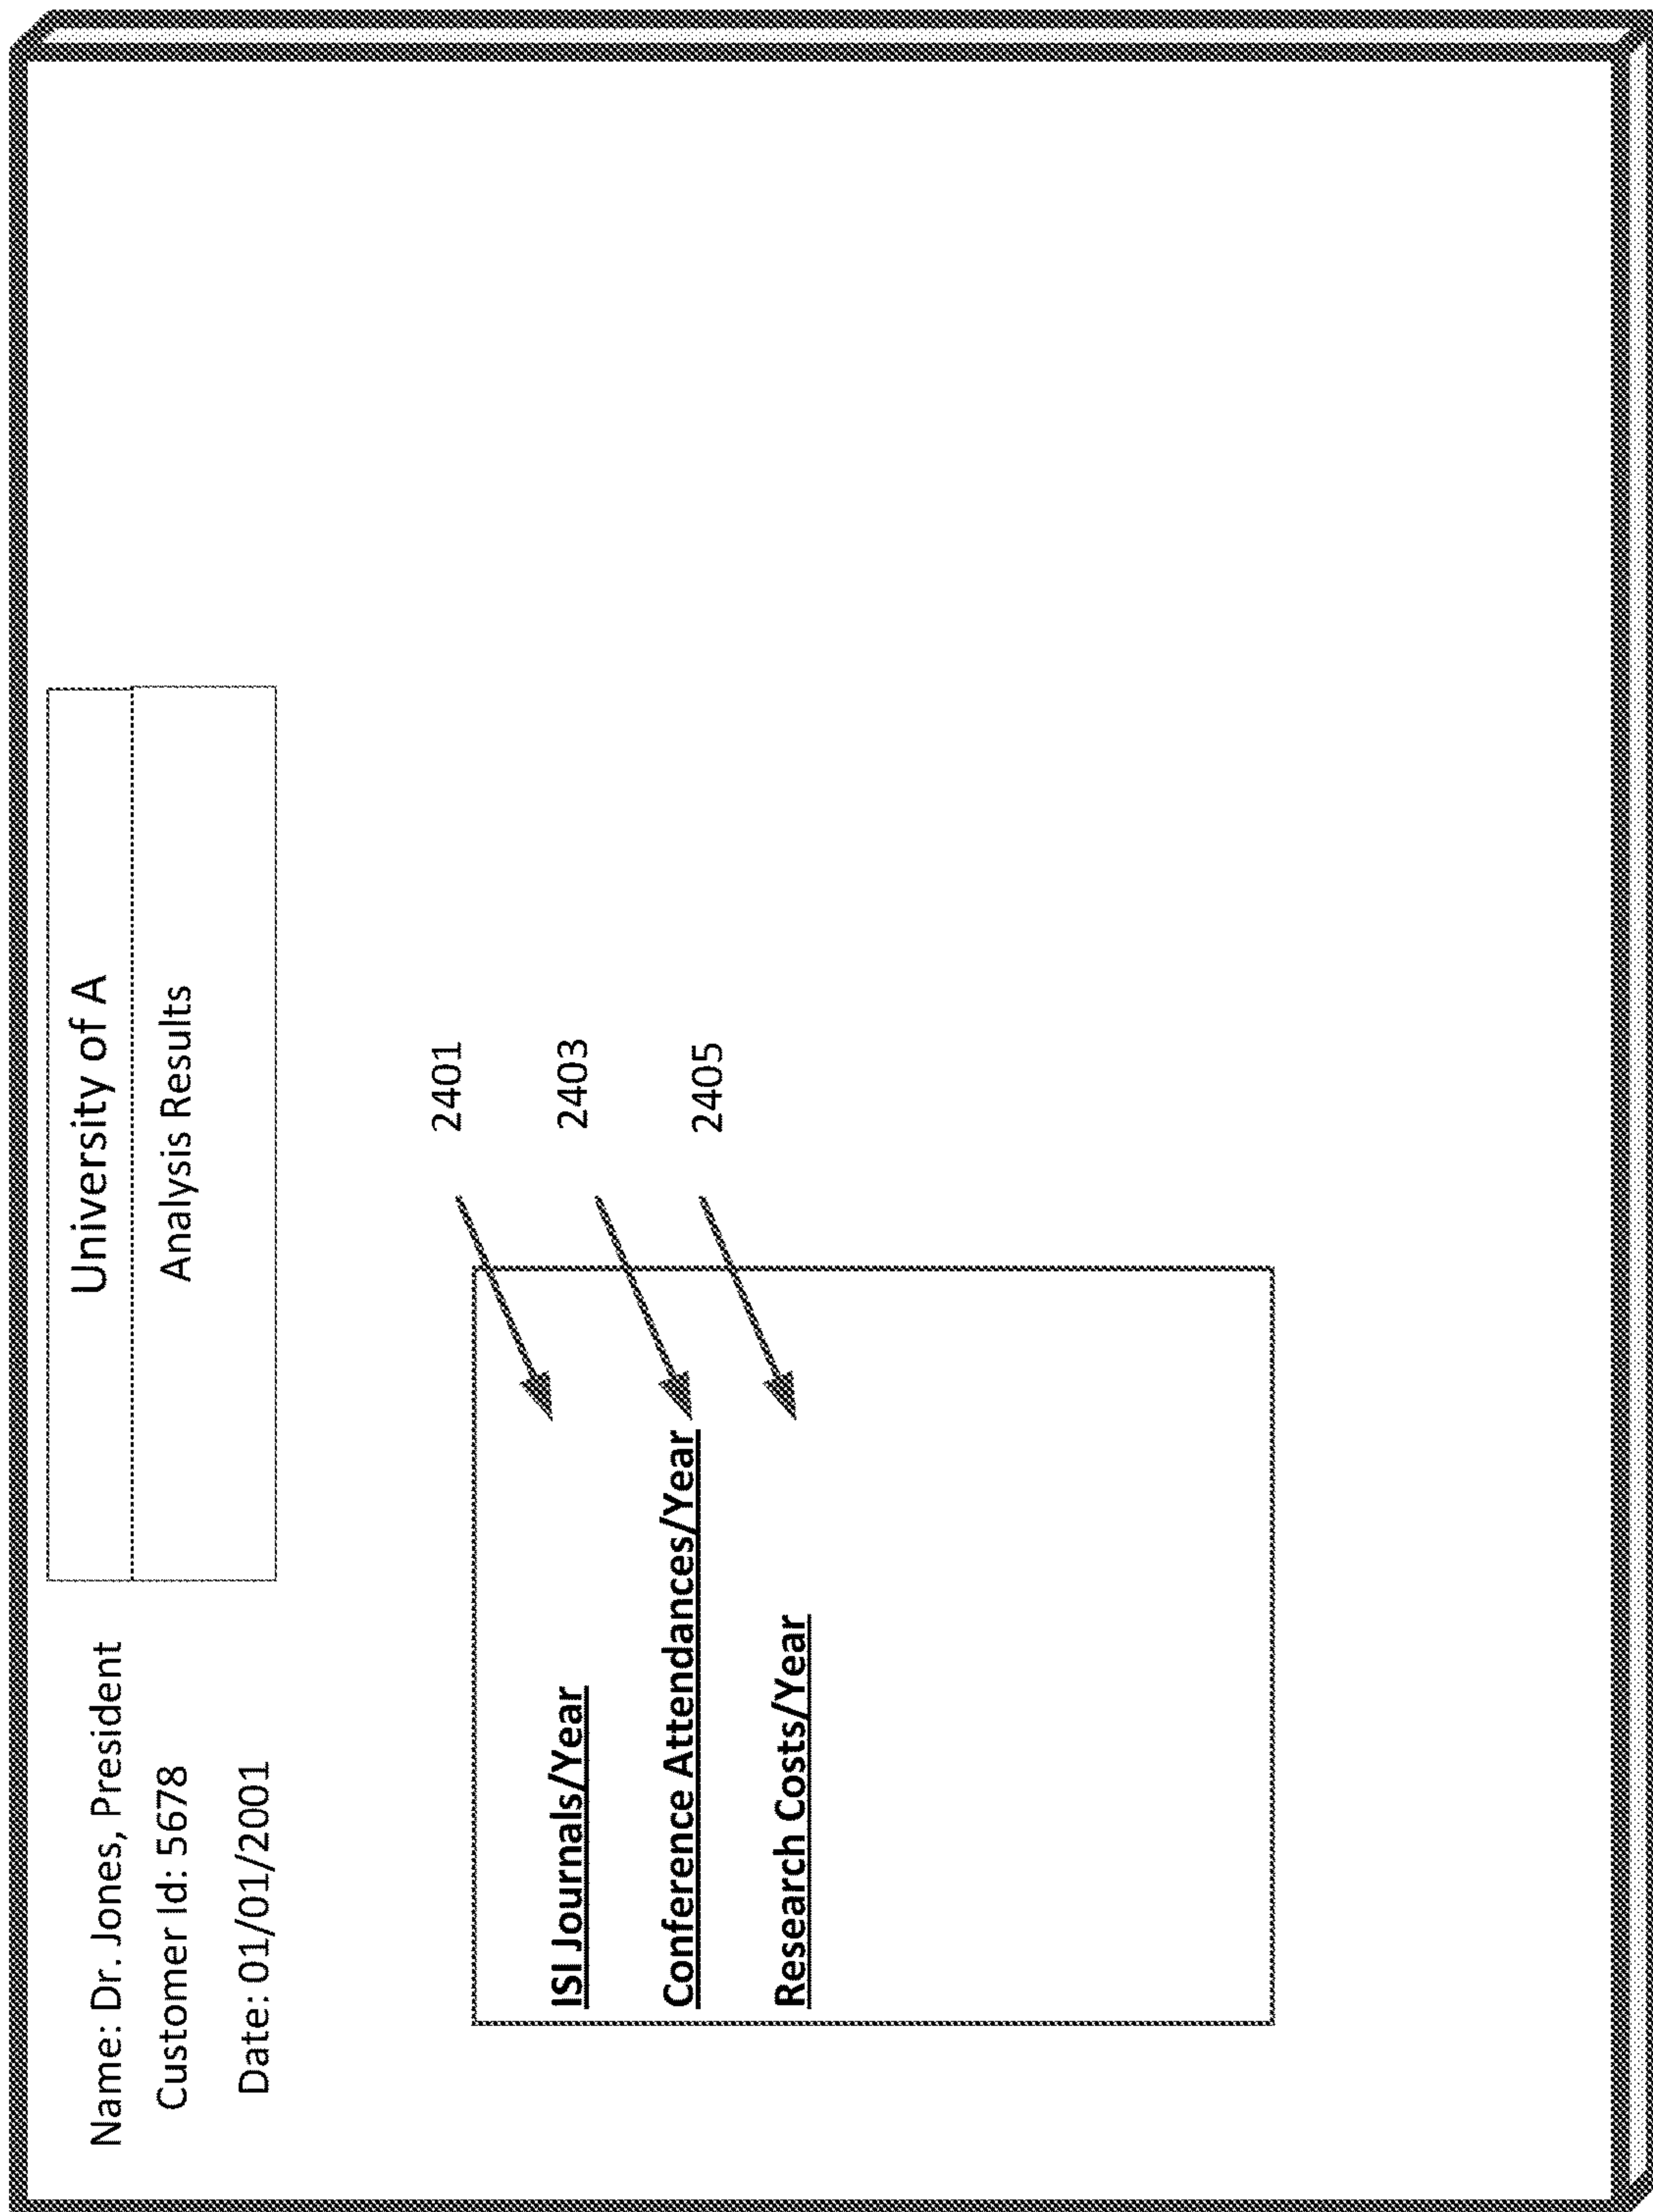 Name: Dr. Jones, President
Customer Id: 5678
Date: 01/01/2001
University of A
Analysis Results
2401
2403
2405
ISI Journals/Year
Conference Attendances/Year
Research Costs/Year